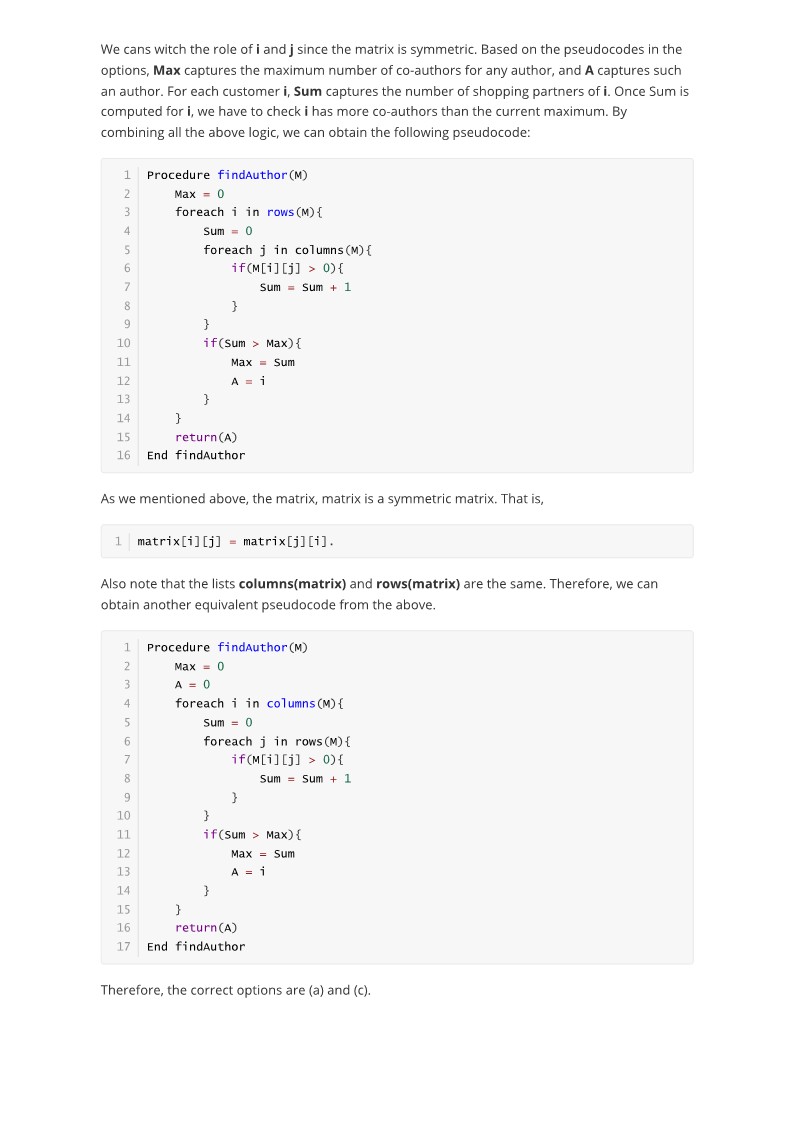 We cans witch the role of i and j since the matrix is symmetric. Based on the pseudocodes in the
options, Max captures the maximum number of co-authors for any author, and A captures such
an author. For each customer i, Sum captures the number of shopping partners of i. Once Sum is
computed for i, we have to check i has more co-authors than the current maximum. By
combining all the above logic, we can obtain the following pseudocode:
1 Procedure findAuthor(M)
2 Max = 0
3 foreach i in rows(M){
4 Sum = 0
5 foreach j in columns(M){
6 if(M[i][j] > 0){
7 Sum = Sum + 1
8 }
9 }
10 if(Sum > Max){
11 Max = Sum
12 A = i
13 }
14 }
15 return(A)
16 End findAuthor
As we mentioned above, the matrix, matrix is a symmetric matrix. That is,
1 matrix[i][j] = matrix[j][i].
Also note that the lists columns(matrix) and rows(matrix) are the same. Therefore, we can
obtain another equivalent pseudocode from the above.
1 Procedure findAuthor(M)
2 Max = 0
3 A = 0
4 foreach i in columns(M){
5 Sum = 0
6 foreach j in rows(M){
7 if(M[i][j] > 0){
8 Sum = Sum + 1
9 }
10 }
11 if(Sum > Max){
12 Max = Sum
13 A = i
14 }
15 }
16 return(A)
17 End findAuthor
Therefore, the correct options are (a) and (c).